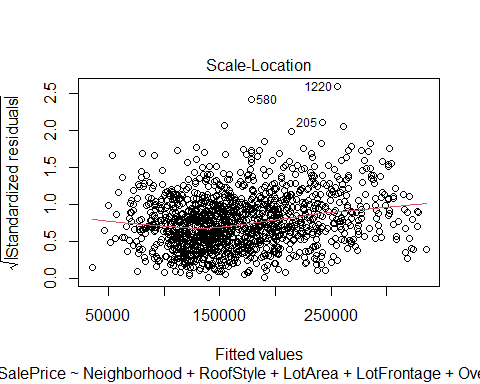 Scale-Location
√|Standardized residuals|
0.0 0.5 1.0 1.5 2.0 2.5
1220
580
205
50000 150000 250000
Fitted values
SalePrice ~ Neighborhood + RoofStyle + LotArea + LotFrontage + Ove